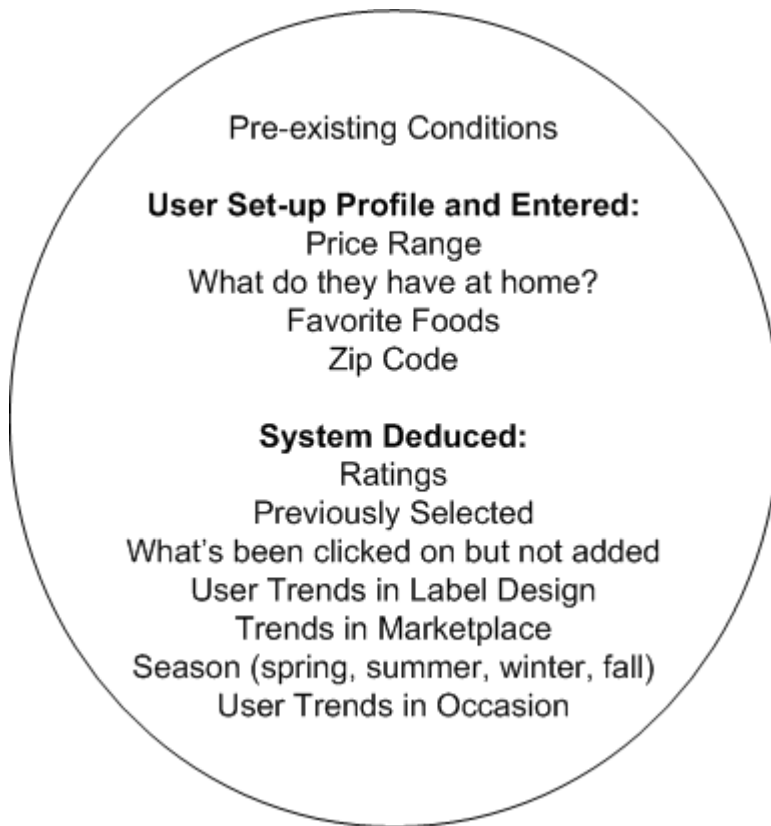 Pre-existing Conditions
User Set-up Profile and Entered:
Price Range
What do they have at home?
Favorite Foods
Zip Code
System Deduced:
Ratings
Previously Selected
What's been clicked on but not added
User Trends in Label Design
Trends in Marketplace
Season (spring, summer, winter, fall)
User Trends in Occasion